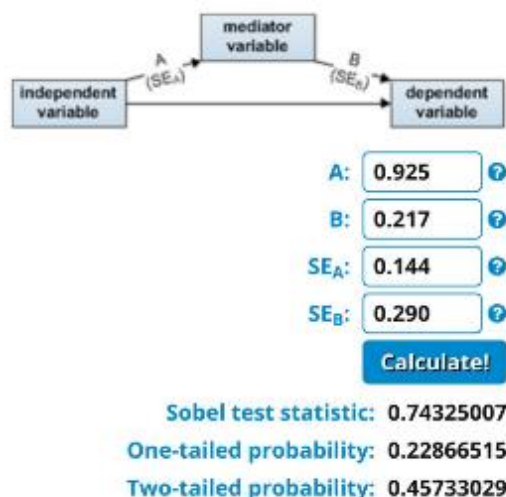 mediator
variable
A
(SEA)
B
(SEB)
independent
variable
dependent
variable
A: 0.925 ?
B: 0.217 ?
SEA: 0.144 ?
SEB: 0.290 ?
Calculate!
Sobel test statistic: 0.74325007
One-tailed probability: 0.22866515
Two-tailed probability: 0.45733029